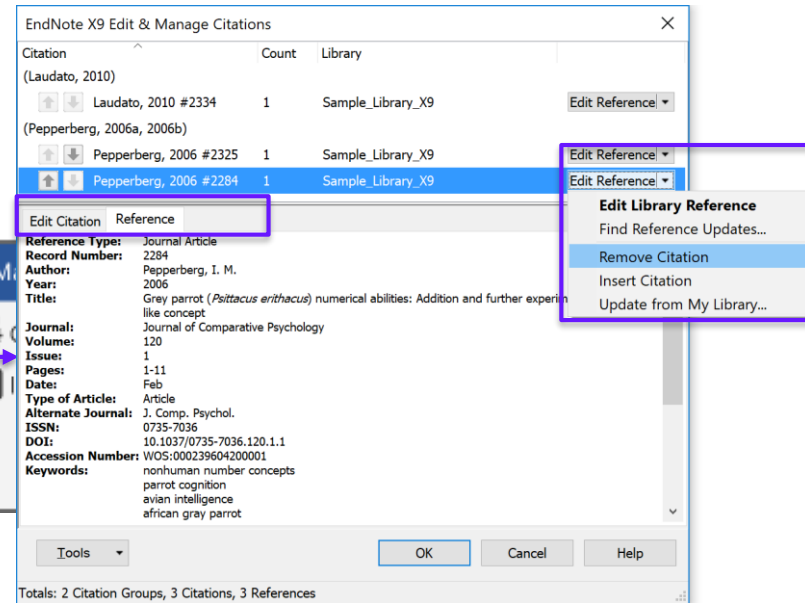 EndNote X9 Edit & Manage Citations
Citation Count Library
(Laudato, 2010)
Laudato, 2010 #2334 1 Sample_Library_X9 Edit Reference
(Pepperberg, 2006a, 2006b)
Pepperberg, 2006 #2325 1 Sample_Library_X9 Edit Reference
Pepperberg, 2006 #2284 1 Sample_Library_X9 Edit Reference
Edit Library Reference
Find Reference Updates...
Remove Citation
Insert Citation
Update from My Library...
Edit Citation Reference
Reference Type: Journal Article
Record Number: 2284
Author: Pepperberg, I. M.
Year: 2006
Title: Grey parrot (Psittacus erithacus) numerical abilities: Addition and further
like concept
Journal: Journal of Comparative Psychology
Volume: 120
Issue: 1
Pages: 1-11
Date: Feb
Type of Article: Article
Alternate Journal: J. Comp. Psychol.
ISSN: 0735-7036
DOI: 10.1037/0735-7036.120.1.1
Accession Number: WOS:000239604200001
Keywords: nonhuman number concepts
parrot cognition
avian intelligence
african gray parrot
Tools OK Cancel Help
Totals: 2 Citation Groups, 3 Citations, 3 References